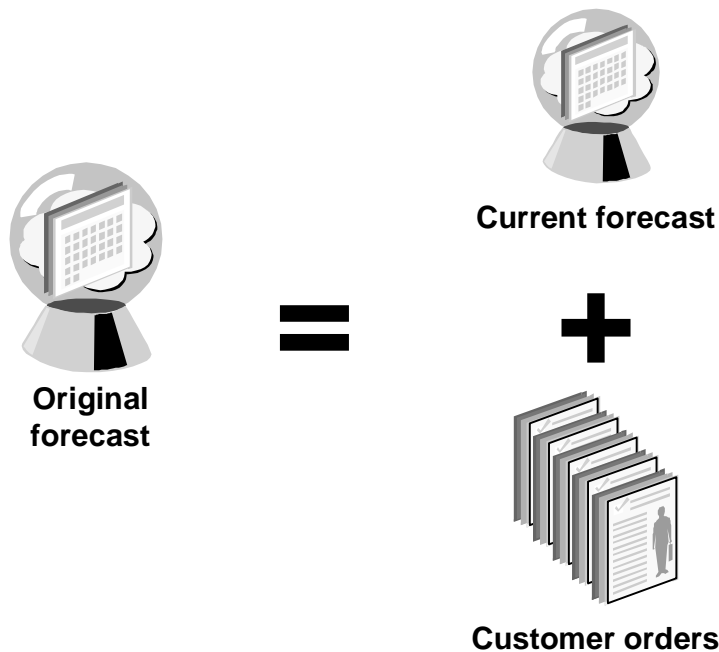 Current forecast
Original
forecast
=
+
Customer orders